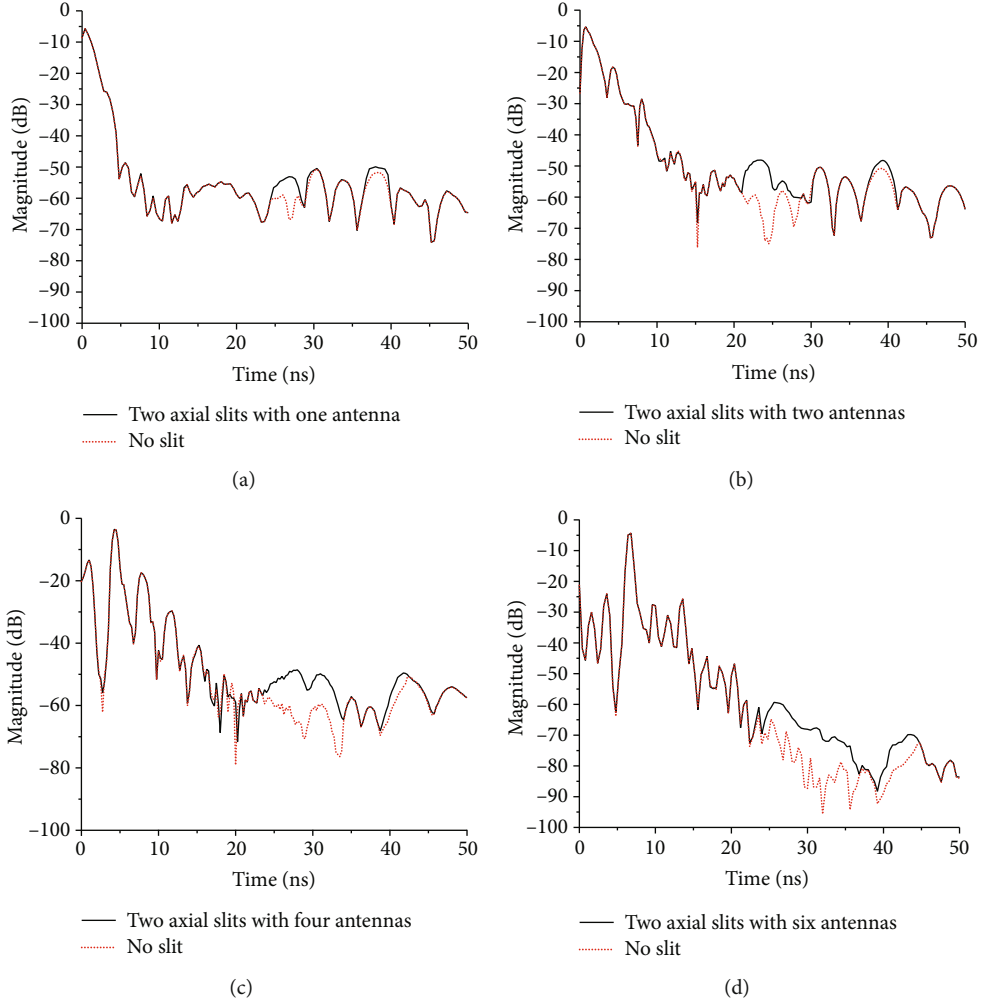 0
−10
−20
−30
−40
−50
−60
−70
−80
−90
−100
Magnitude (dB)
0 10 20 30 40 50
Time (ns)
Two axial slits with one antenna
No slit
(a)
0
−10
−20
−30
−40
−50
−60
−70
−80
−90
−100
Magnitude (dB)
0 10 20 30 40 50
Time (ns)
Two axial slits with two antennas
No slit
(b)
0
−20
−40
−60
−80
−100
Magnitude (dB)
0 10 20 30 40 50
Time (ns)
Two axial slits with four antennas
No slit
(c)
0
−10
−20
−30
−40
−50
−60
−70
−80
−90
−100
Magnitude (dB)
0 10 20 30 40 50
Time (ns)
Two axial slits with six antennas
No slit
(d)